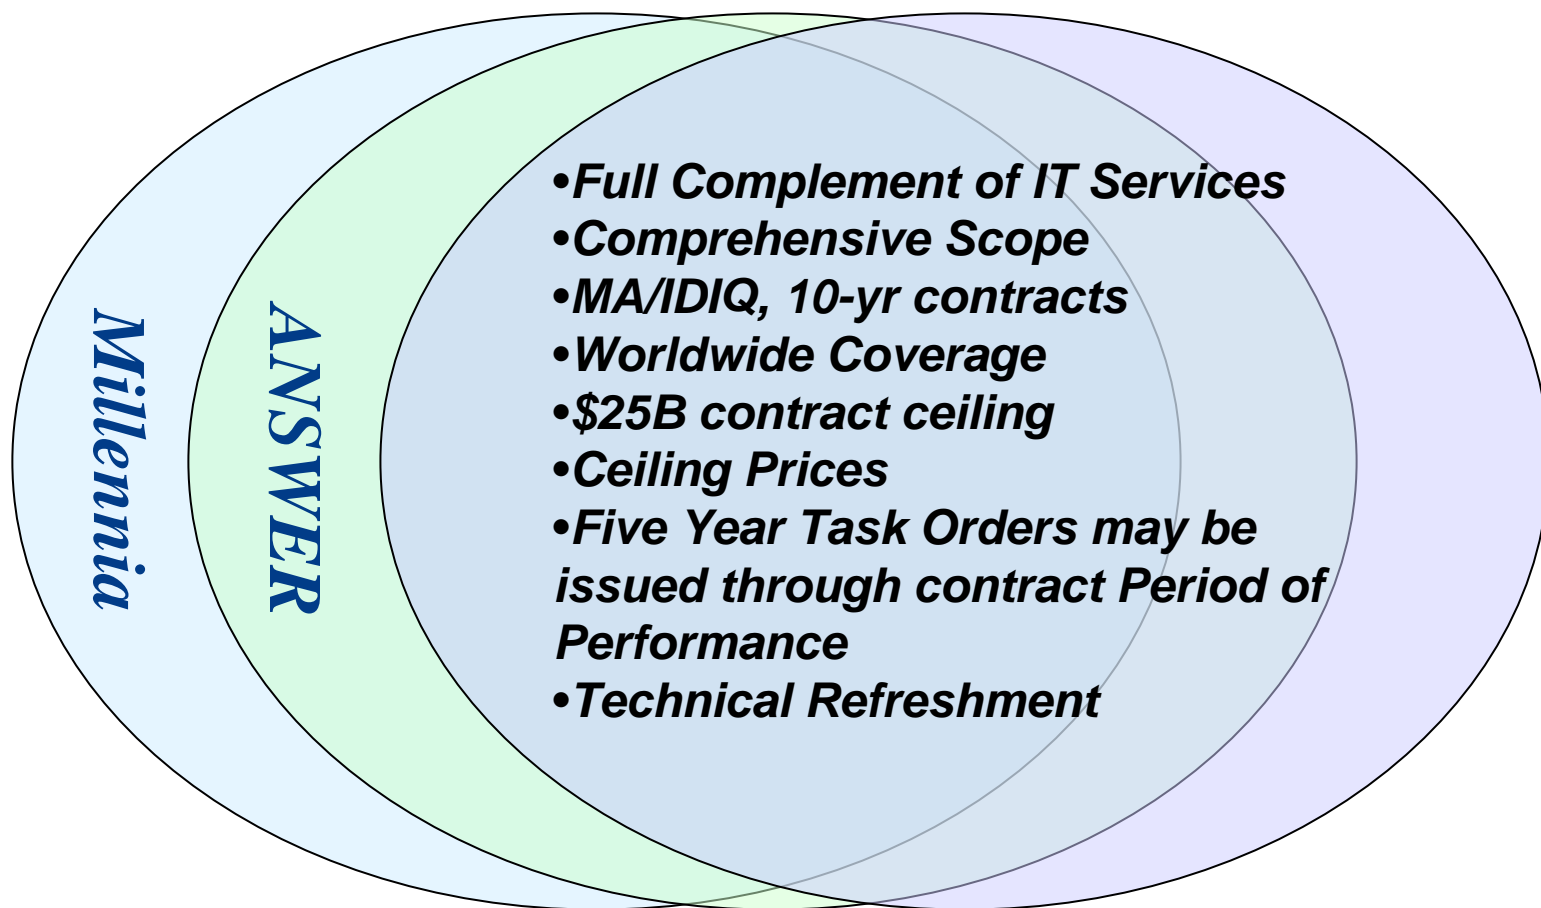 Millennia
ANSWER
•Full Complement of IT Services
•Comprehensive Scope
•MA/IDIQ, 10-yr contracts
•Worldwide Coverage
•$25B contract ceiling
•Ceiling Prices
•Five Year Task Orders may be
issued through contract Period of
Performance
•Technical Refreshment